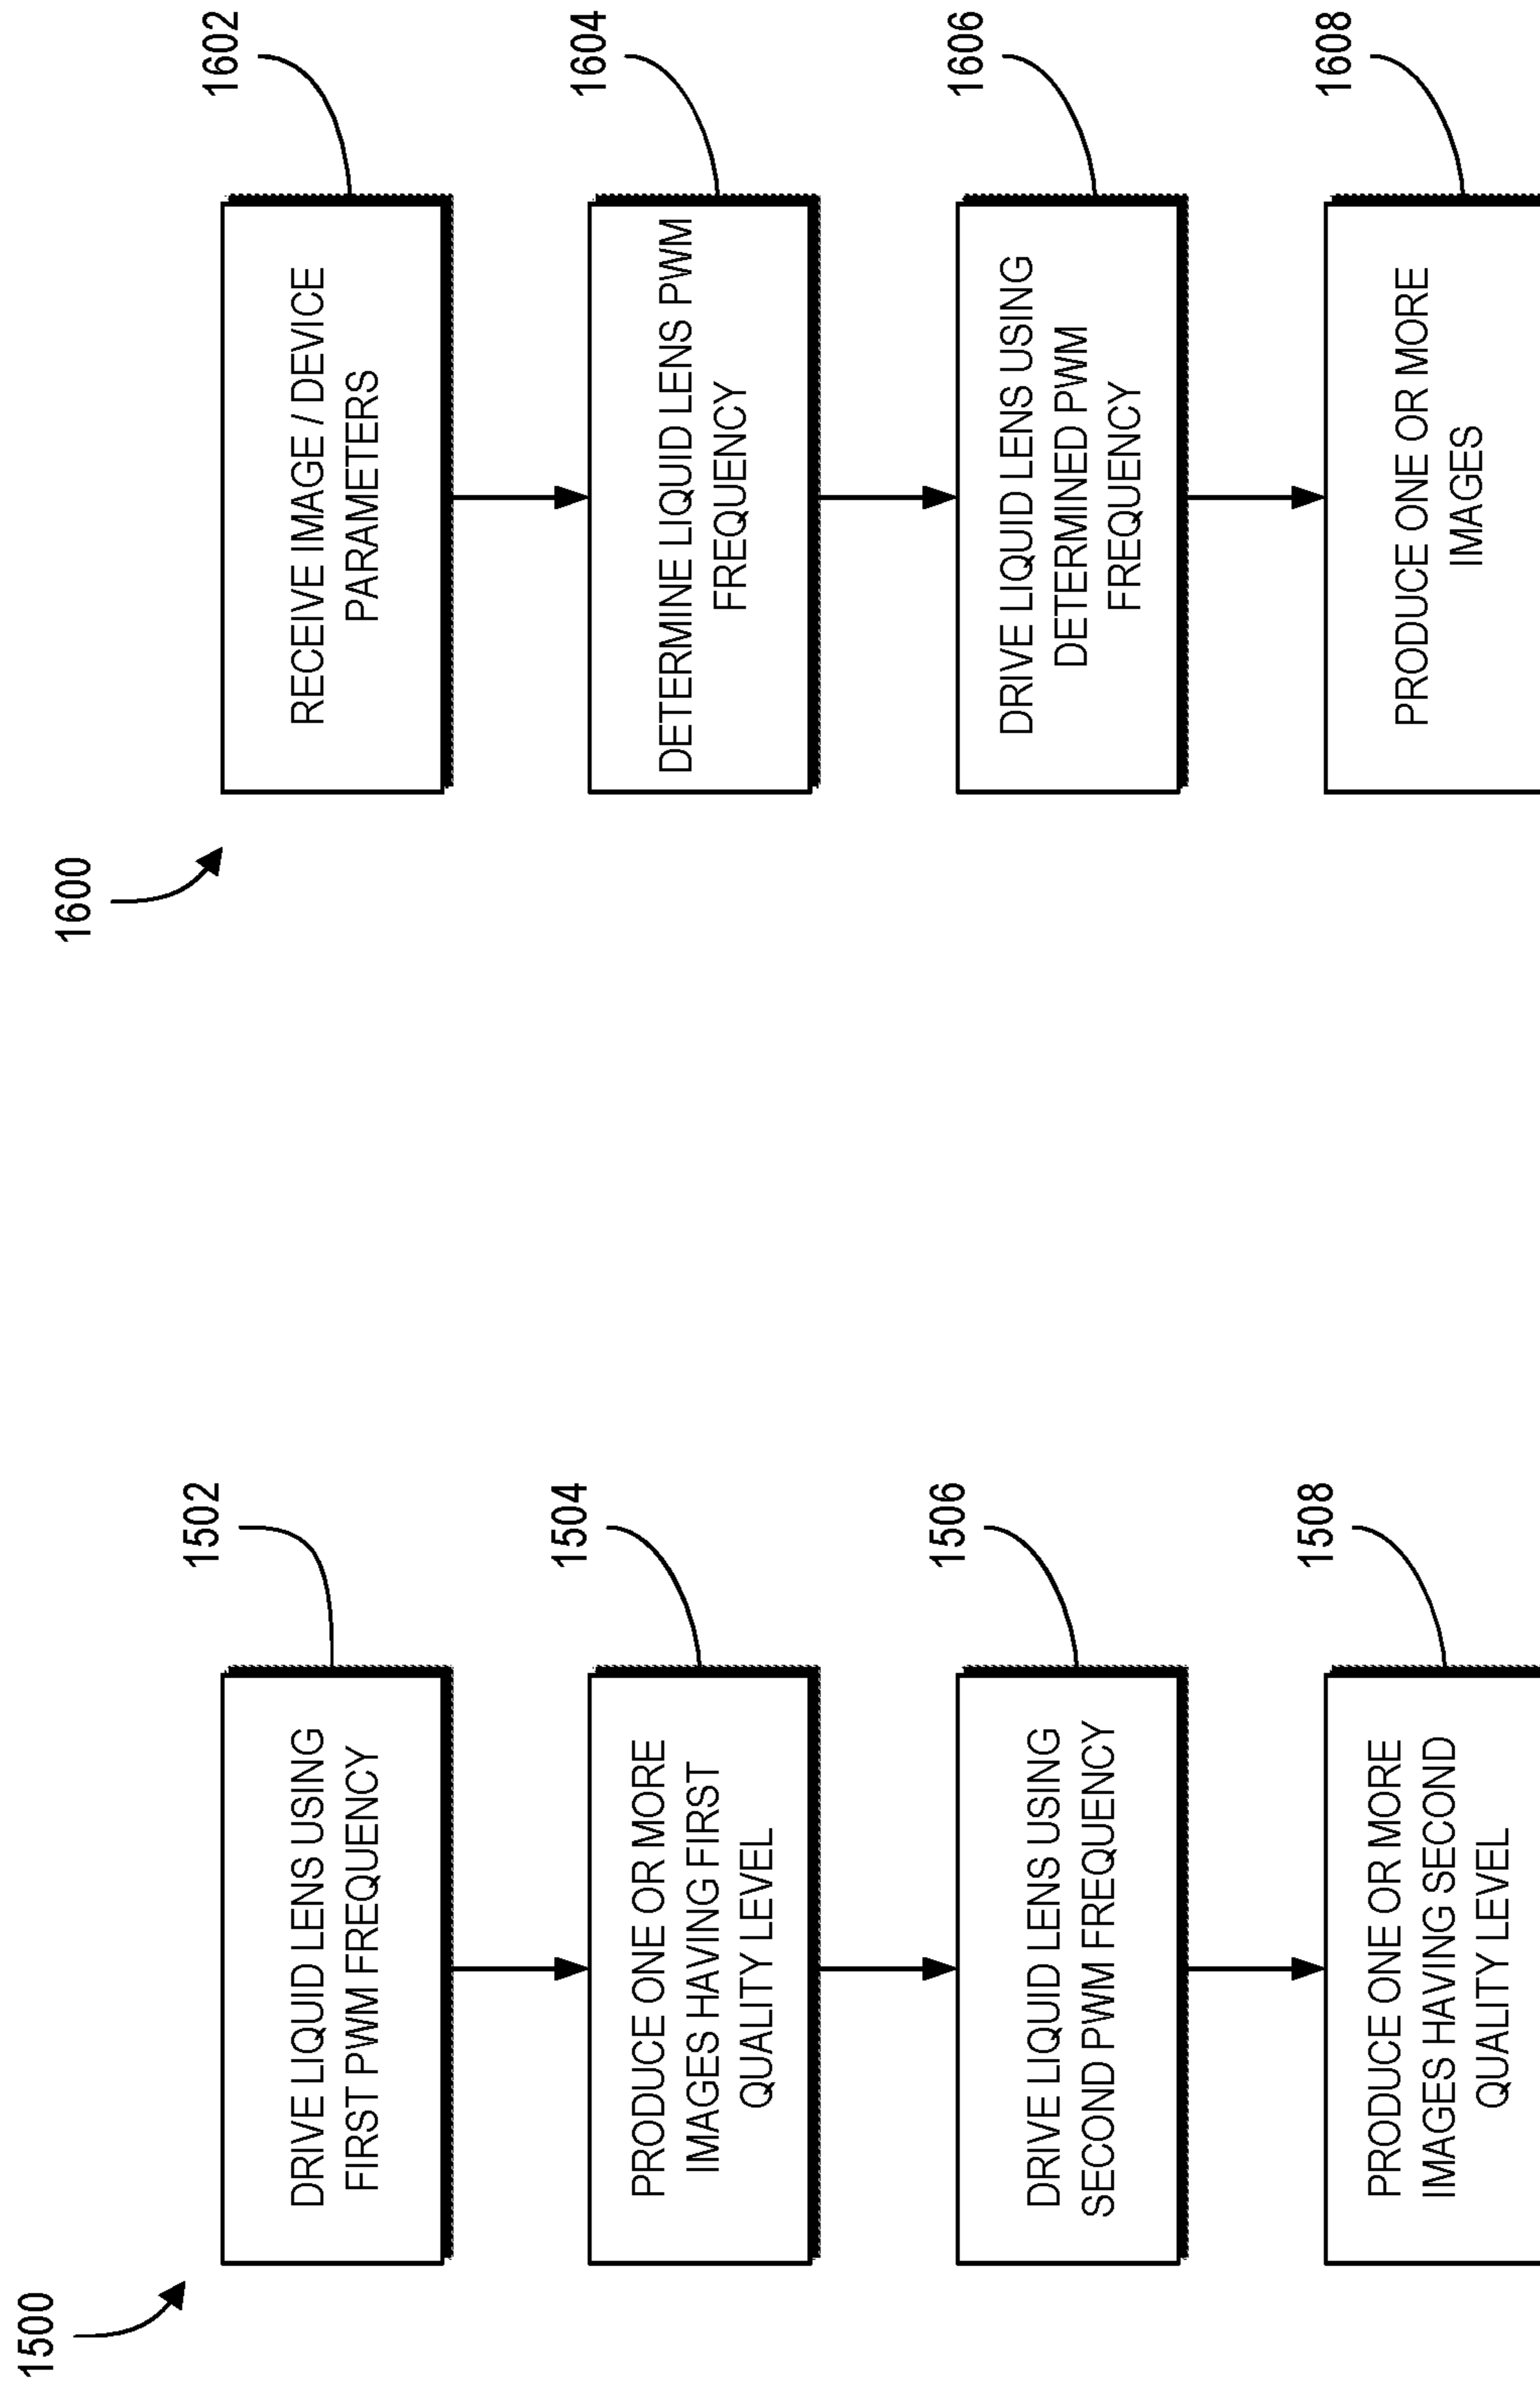 1500
DRIVE LIQUID LENS USING
FIRST PWM FREQUENCY
1502
PRODUCE ONE OR MORE
IMAGES HAVING FIRST
QUALITY LEVEL
1504
DRIVE LIQUID LENS USING
SECOND PWM FREQUENCY
1506
PRODUCE ONE OR MORE
IMAGES HAVING SECOND
QUALITY LEVEL
1508
1600
RECEIVE IMAGE / DEVICE
PARAMETERS
1602
DETERMINE LIQUID LENS PWM
FREQUENCY
1604
DRIVE LIQUID LENS USING
DETERMINED PWM
FREQUENCY
1606
PRODUCE ONE OR MORE
IMAGES
1608